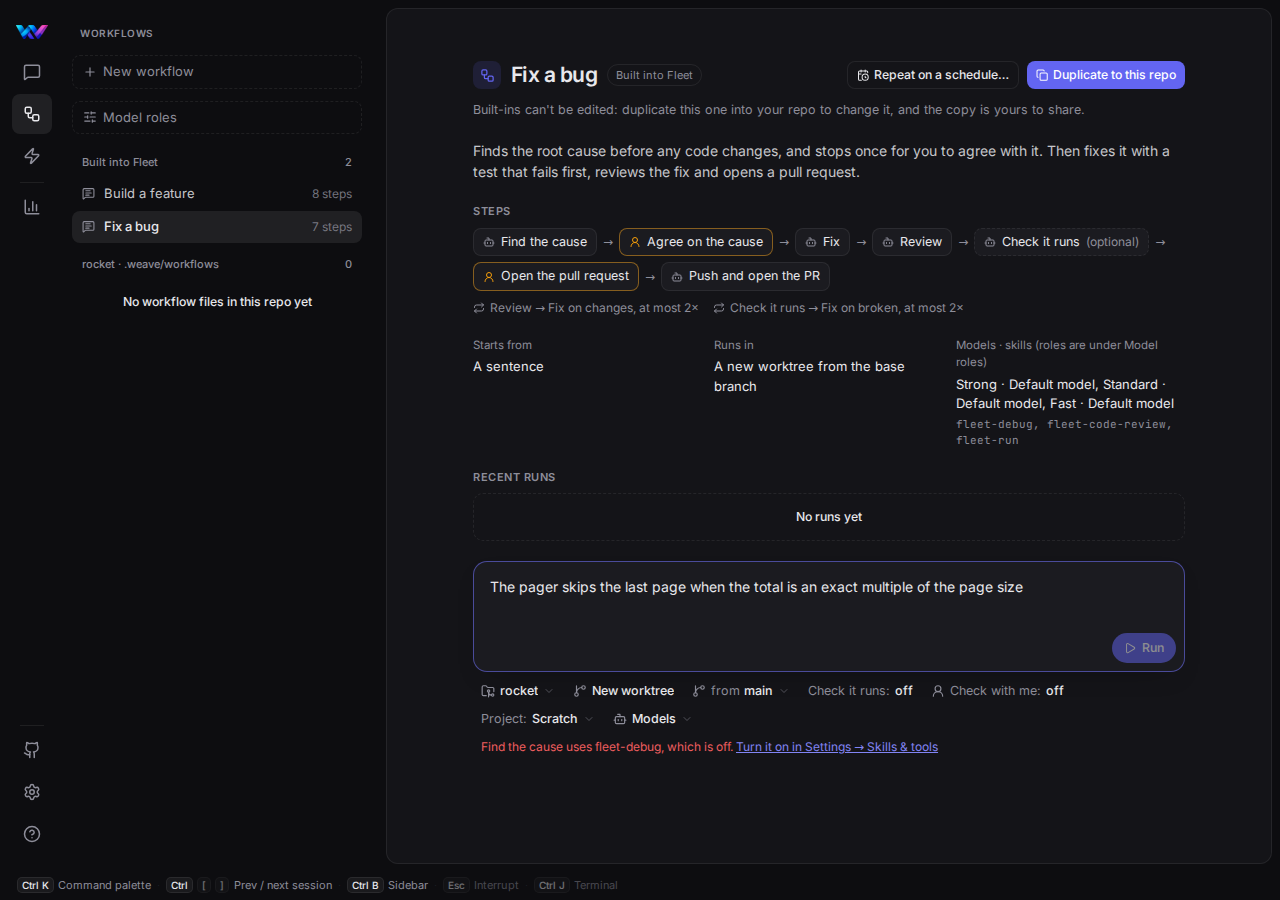 WORKFLOWS
New workflow
Model roles
Built into Fleet 2
Build a feature 8 steps
Fix a bug 7 steps
rocket · .weave/workflows 0
No workflow files in this repo yet
Fix a bug Built into Fleet Repeat on a schedule... Duplicate to this repo
Built-ins can't be edited: duplicate this one into your repo to change it, and the copy is yours to share.
Finds the root cause before any code changes, and stops once for you to agree with it. Then fixes it with a
test that fails first, reviews the fix and opens a pull request.
STEPS
Find the cause → Agree on the cause → Fix → Review → Check it runs (optional) →
Open the pull request → Push and open the PR
Review → Fix on changes, at most 2× Check it runs → Fix on broken, at most 2×
Starts from
A sentence
Runs in
A new worktree from the base
branch
Models · skills (roles are under Model
roles)
Strong · Default model, Standard ·
Default model, Fast · Default model
fleet-debug, fleet-code-review,
fleet-run
RECENT RUNS
No runs yet
The pager skips the last page when the total is an exact multiple of the page size
Run
rocket New worktree from main Check it runs: off Check with me: off
Project: Scratch Models
Find the cause uses fleet-debug, which is off. Turn it on in Settings → Skills & tools
Ctrl K Command palette Ctrl [ ] Prev / next session Ctrl B Sidebar Esc Interrupt Ctrl J Terminal